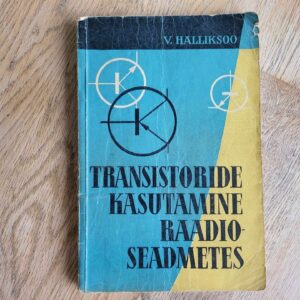 V. HALLIKSOO
TRANSISTORIDE
KASUTAMINE
RAADIO-
SEADMETES